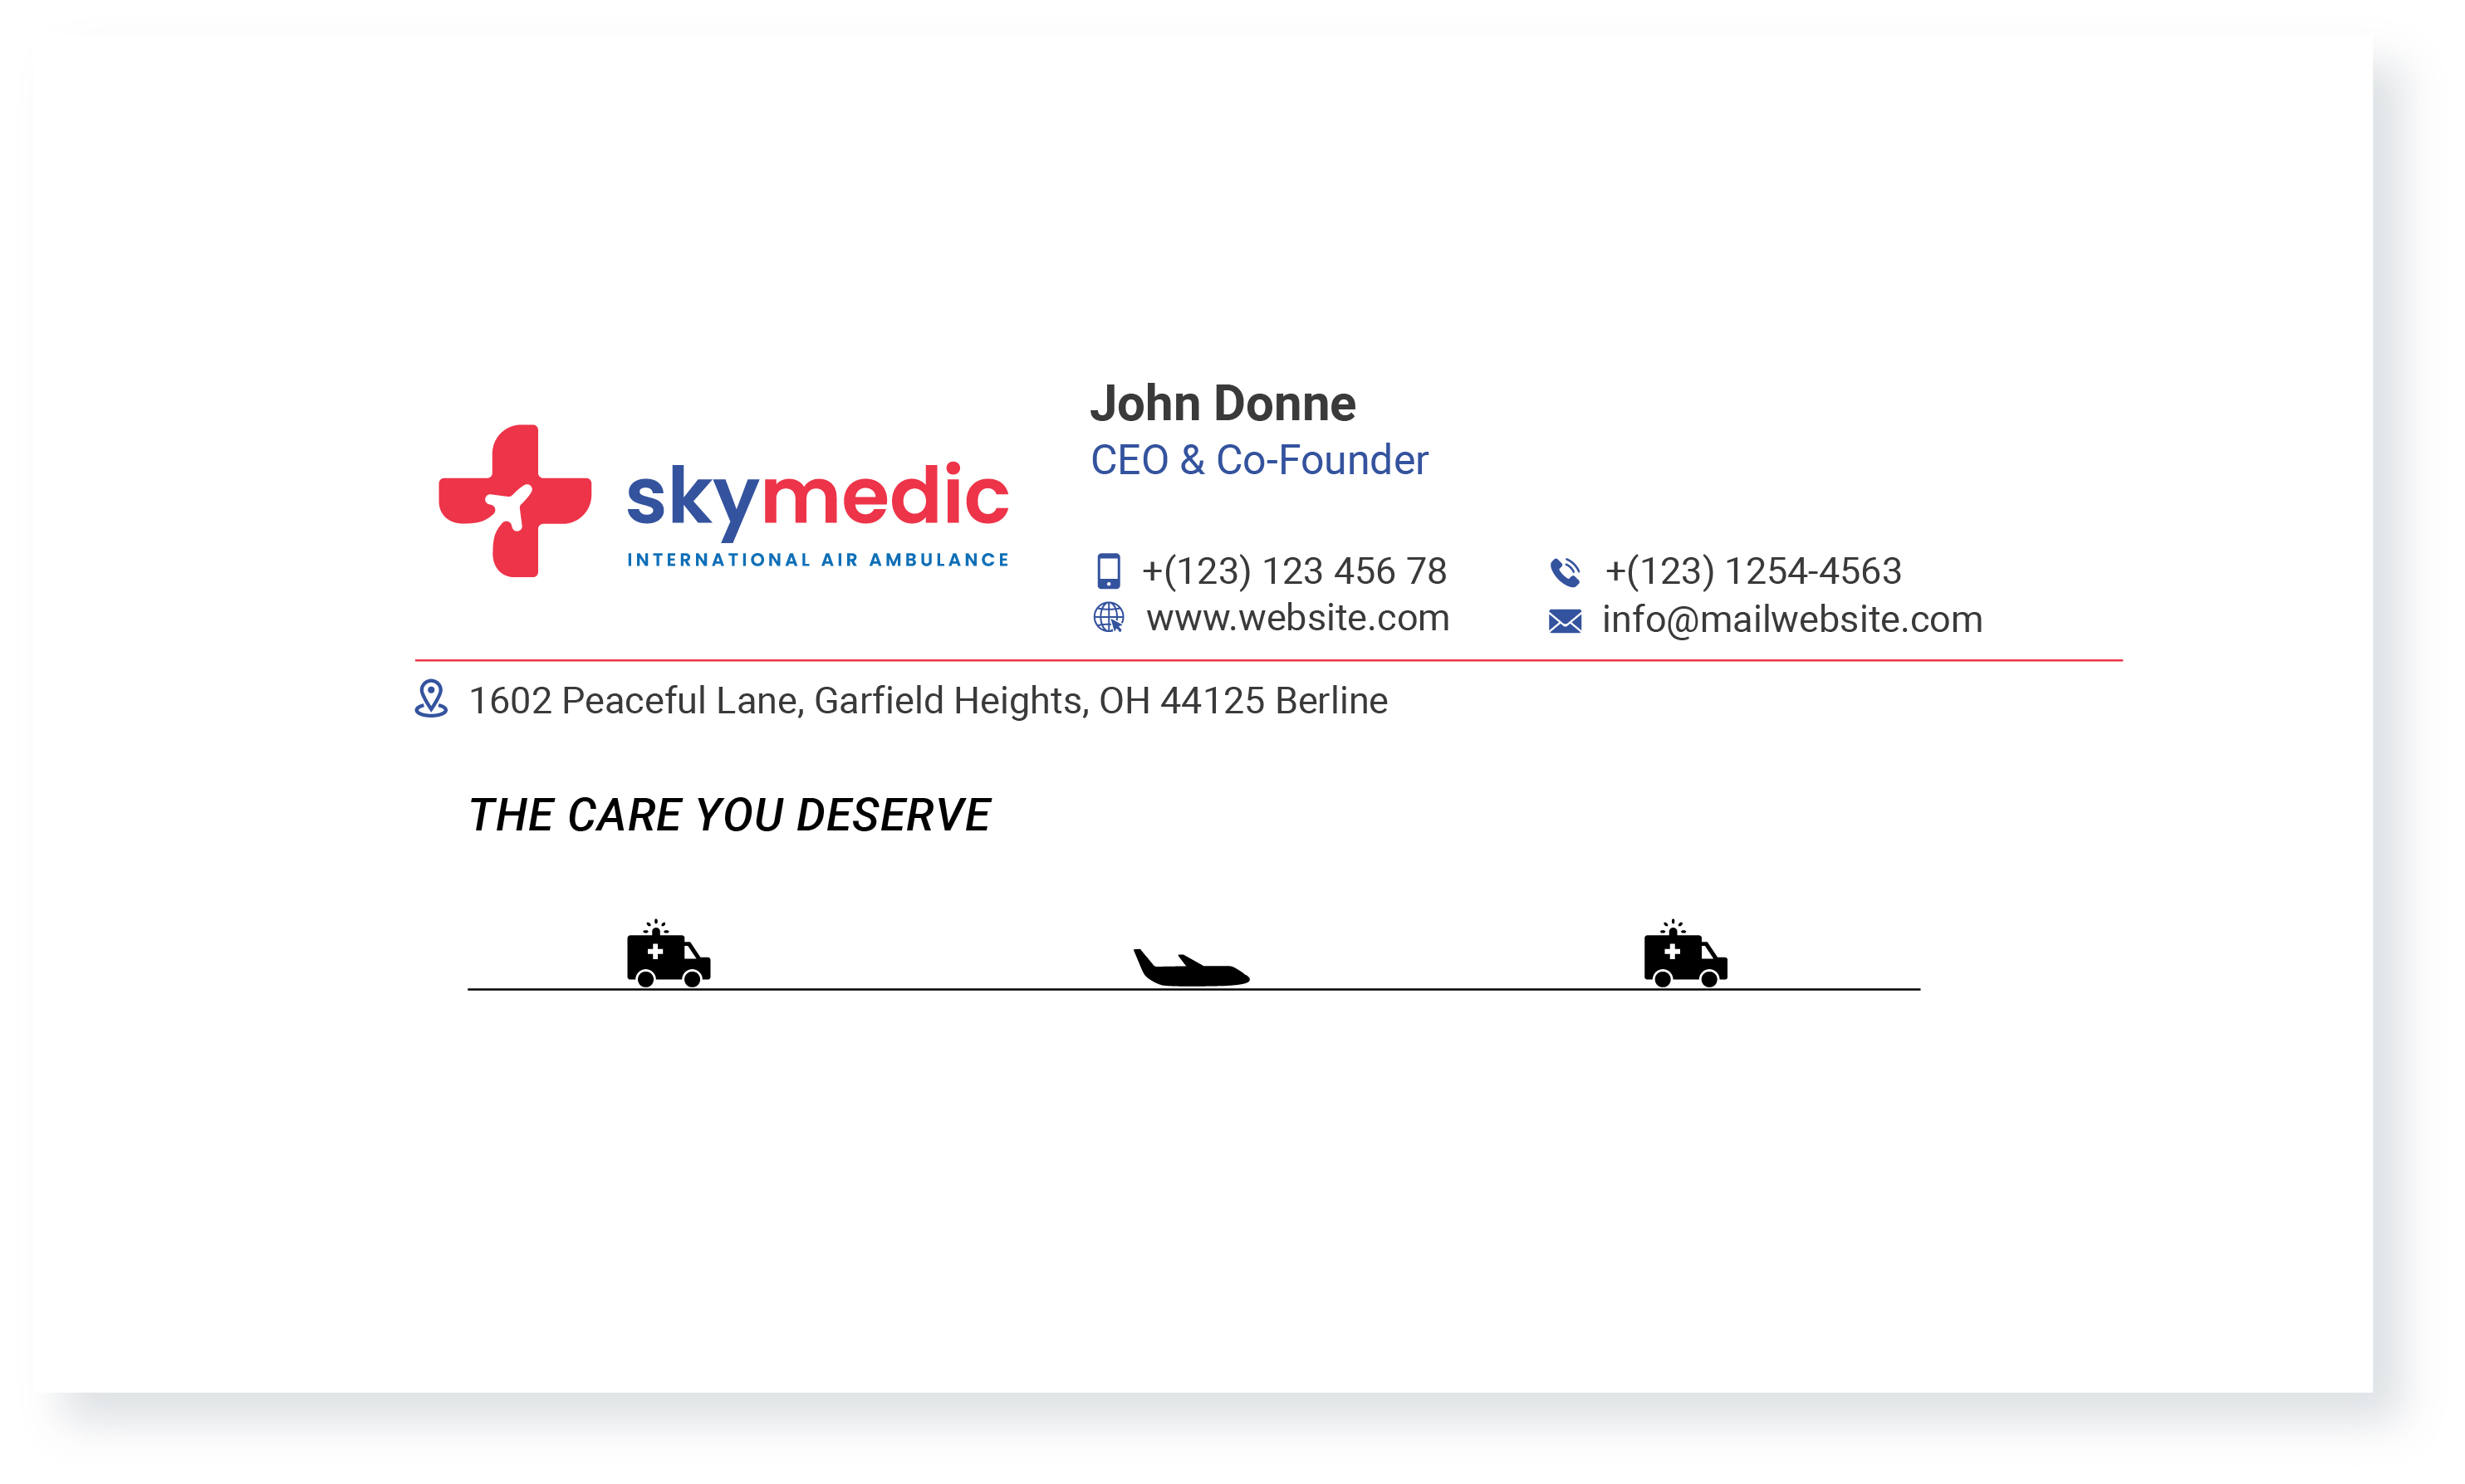 skymedic
INTERNATIONAL AIR AMBULANCE
John Donne
CEO & Co-Founder
+(123) 123 456 78
+(123) 1254-4563
www.website.com
info@mailwebsite.com
1602 Peaceful Lane, Garfield Heights, OH 44125 Berline
THE CARE YOU DESERVE